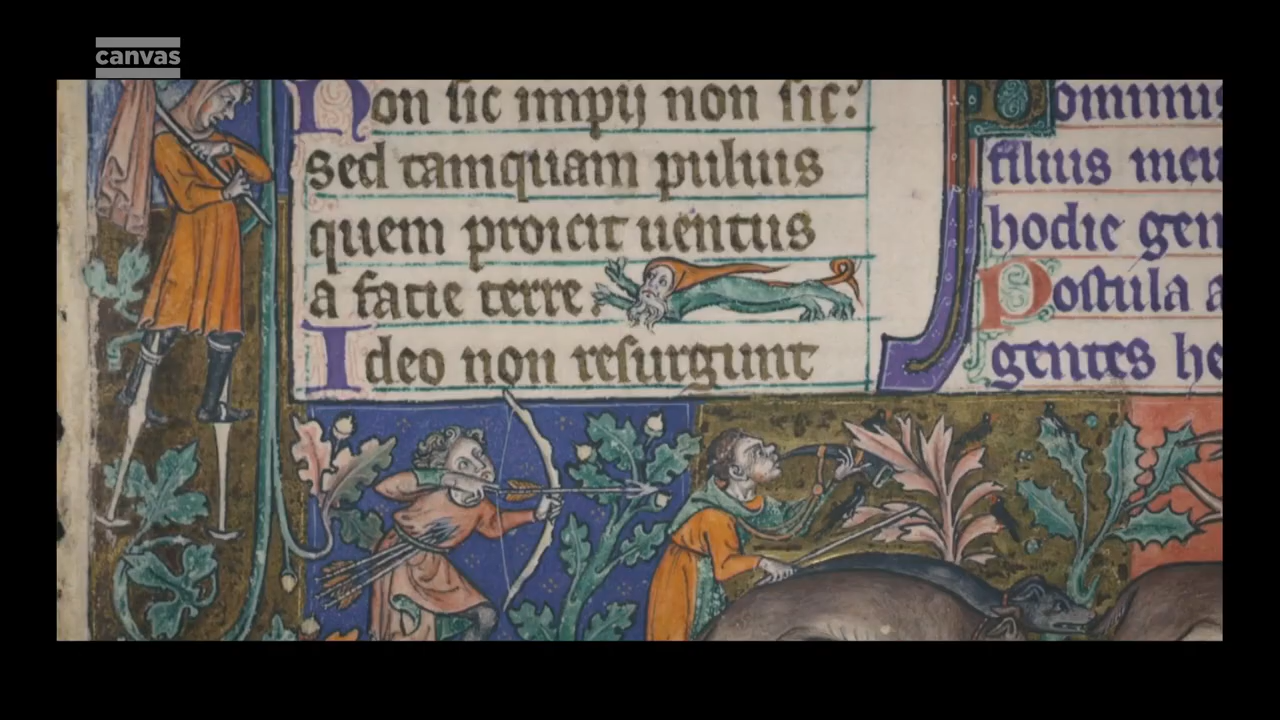 canvas
Non sic impij non sic:
sed tamquam puluis
quem proicit uentus
a facie terre.
Ideo non resurgunt
Dominus
filius meu
hodie gen
Postula a
gentes he